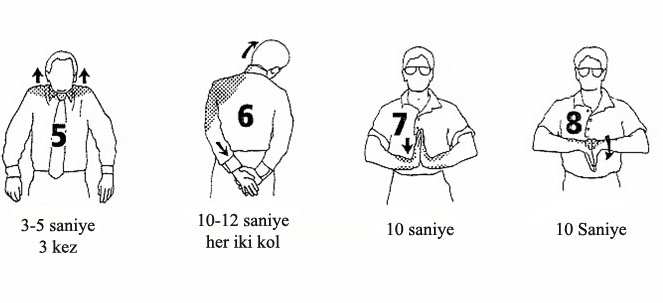 5
6
7
8
3-5 saniye
3 kez
10-12 saniye
her iki kol
10 saniye
10 Saniye